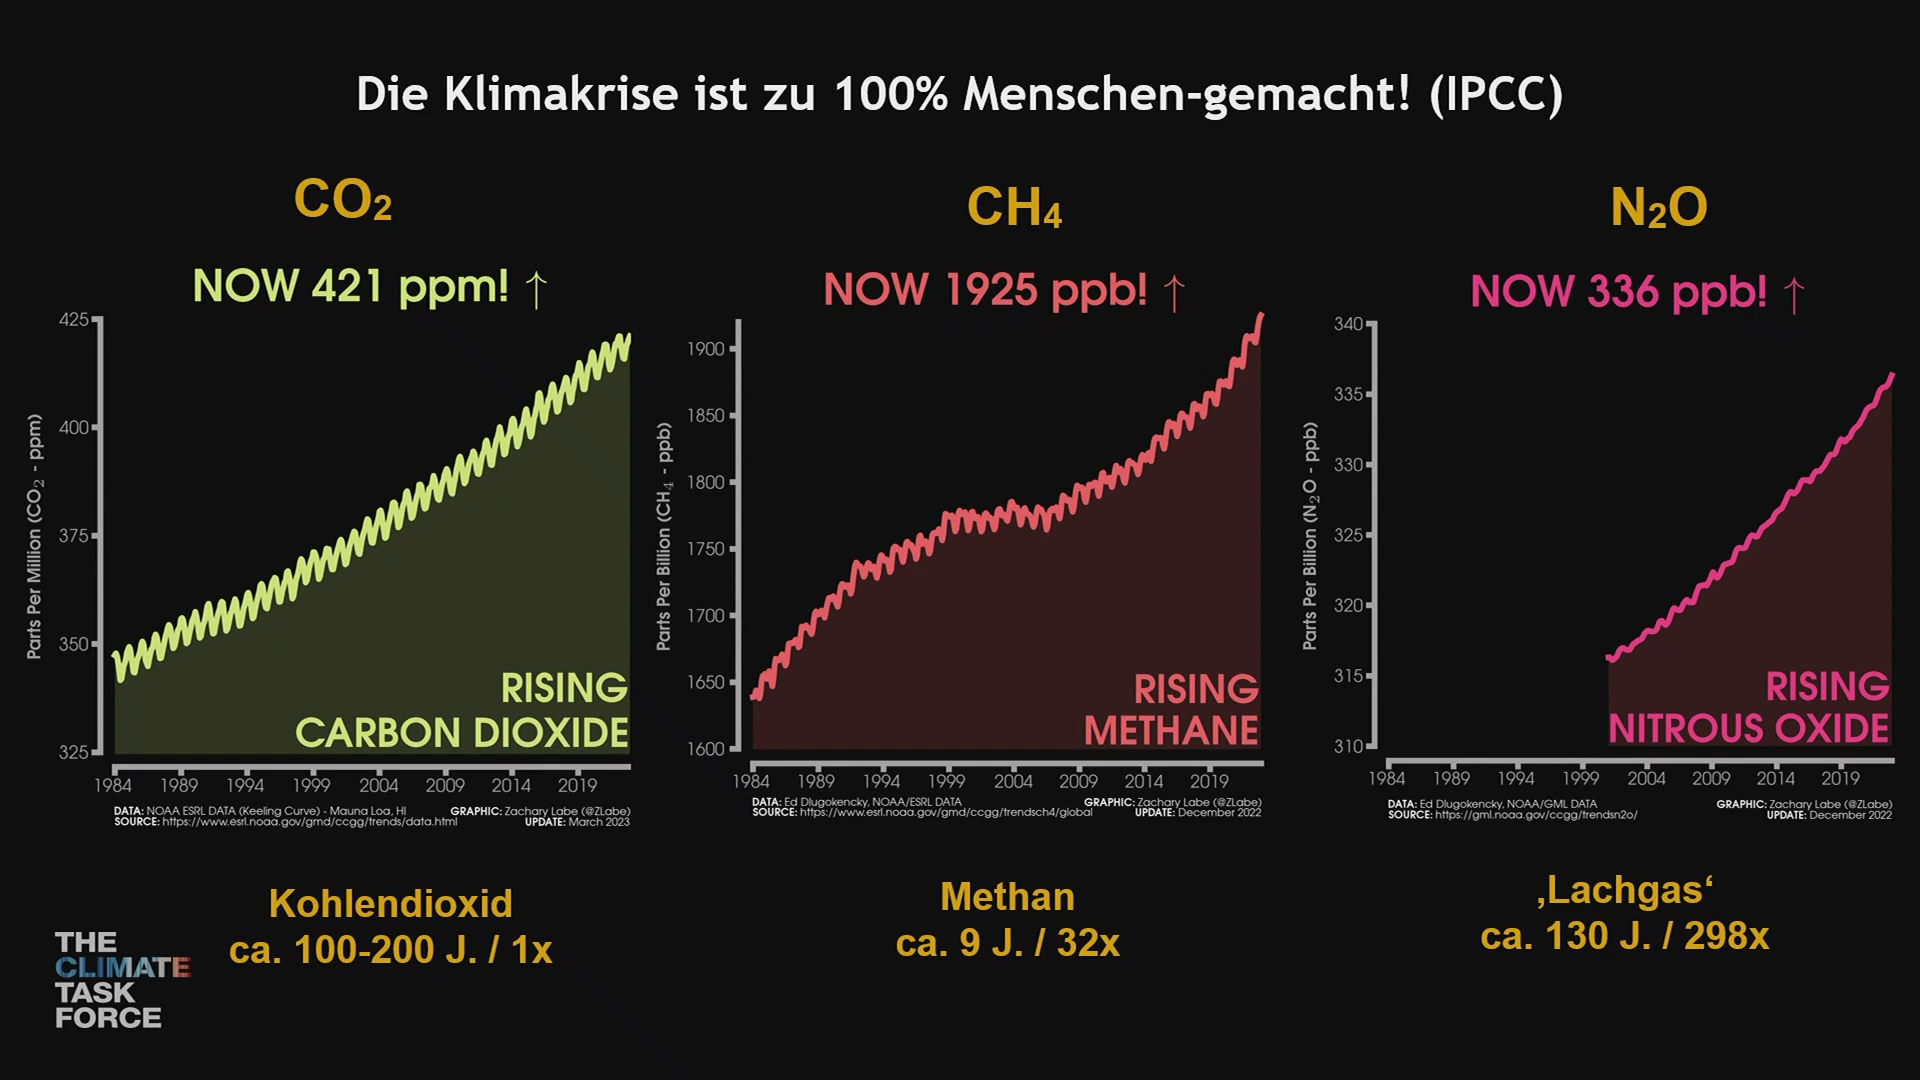 Die Klimakrise ist zu 100% Menschen-gemacht! (IPCC)
CO₂
NOW 421 ppm! ↑
425
400
375
350
325
Parts Per Million (CO₂ - ppm)
RISING
CARBON DIOXIDE
1984 1989 1994 1999 2004 2009 2014 2019
DATA: NOAA ESRL DATA (Keeling Curve) - Mauna Loa, HI GRAPHIC: Zachary Labe (@ZLabe)
SOURCE: https://www.esrl.noaa.gov/gmd/ccgg/trends/data.html UPDATE: March 2023
Kohlendioxid
ca. 100-200 J. / 1x
CH₄
NOW 1925 ppb! ↑
1900
1850
1800
1750
1700
1650
1600
Parts Per Billion (CH₄ - ppb)
RISING
METHANE
1984 1989 1994 1999 2004 2009 2014 2019
DATA: Ed Dlugokencky, NOAA/ESRL DATA GRAPHIC: Zachary Labe (@ZLabe)
SOURCE: https://www.esrl.noaa.gov/gmd/ccgg/trendsch4/global UPDATE: December 2022
Methan
ca. 9 J. / 32x
N₂O
NOW 336 ppb! ↑
340
335
330
325
320
315
310
Parts Per Billion (N₂O - ppb)
RISING
NITROUS OXIDE
1984 1989 1994 1999 2004 2009 2014 2019
DATA: Ed Dlugokencky, NOAA/GML DATA GRAPHIC: Zachary Labe (@ZLabe)
SOURCE: https://gml.noaa.gov/ccgg/trendsn2o/ UPDATE: December 2022
‚Lachgas‘
ca. 130 J. / 298x
THE
CLIMATE
TASK
FORCE